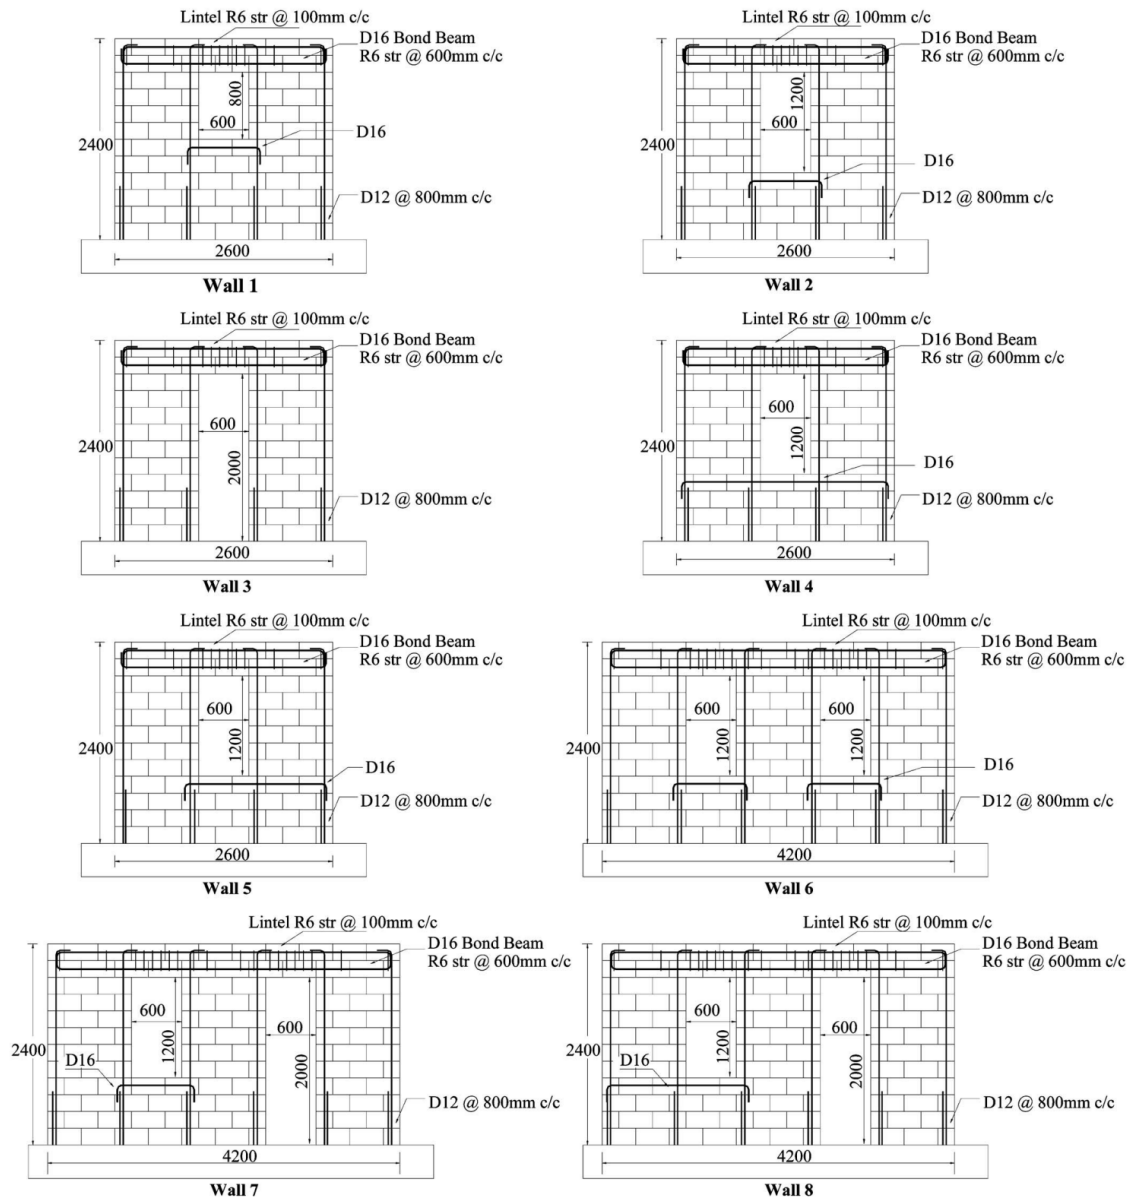 Lintel R6 str @ 100mm c/c
D16 Bond Beam
R6 str @ 600mm c/c
800
600
D16
2400
D12 @ 800mm c/c
2600
Wall 1
Lintel R6 str @ 100mm c/c
D16 Bond Beam
R6 str @ 600mm c/c
1200
600
2400
D16
D12 @ 800mm c/c
2600
Wall 2
Lintel R6 str @ 100mm c/c
D16 Bond Beam
R6 str @ 600mm c/c
600
2400
2000
D12 @ 800mm c/c
2600
Wall 3
Lintel R6 str @ 100mm c/c
D16 Bond Beam
R6 str @ 600mm c/c
600
2400
1200
D16
D12 @ 800mm c/c
2600
Wall 4
Lintel R6 str @ 100mm c/c
D16 Bond Beam
R6 str @ 600mm c/c
600
2400
1200
D16
D12 @ 800mm c/c
2600
Wall 5
Lintel R6 str @ 100mm c/c
D16 Bond Beam
R6 str @ 600mm c/c
600
600
2400
1200
1200
D16
D12 @ 800mm c/c
4200
Wall 6
Lintel R6 str @ 100mm c/c
D16 Bond Beam
R6 str @ 600mm c/c
600
600
2400
1200
D16
2000
D12 @ 800mm c/c
4200
Wall 7
Lintel R6 str @ 100mm c/c
D16 Bond Beam
R6 str @ 600mm c/c
600
600
2400
1200
D16
2000
D12 @ 800mm c/c
4200
Wall 8